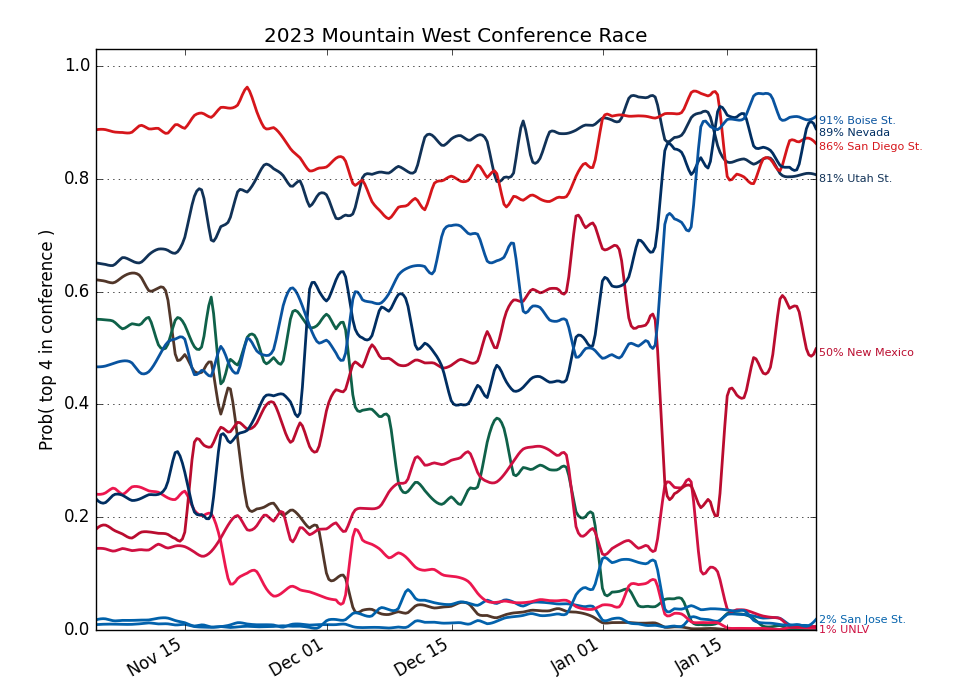 2023 Mountain West Conference Race
1.0
0.8
0.6
0.4
0.2
0.0
Prob( top 4 in conference )
91% Boise St.
89% Nevada
86% San Diego St.
81% Utah St.
50% New Mexico
2% San Jose St.
1% UNLV
Nov 15
Dec 01
Dec 15
Jan 01
Jan 15